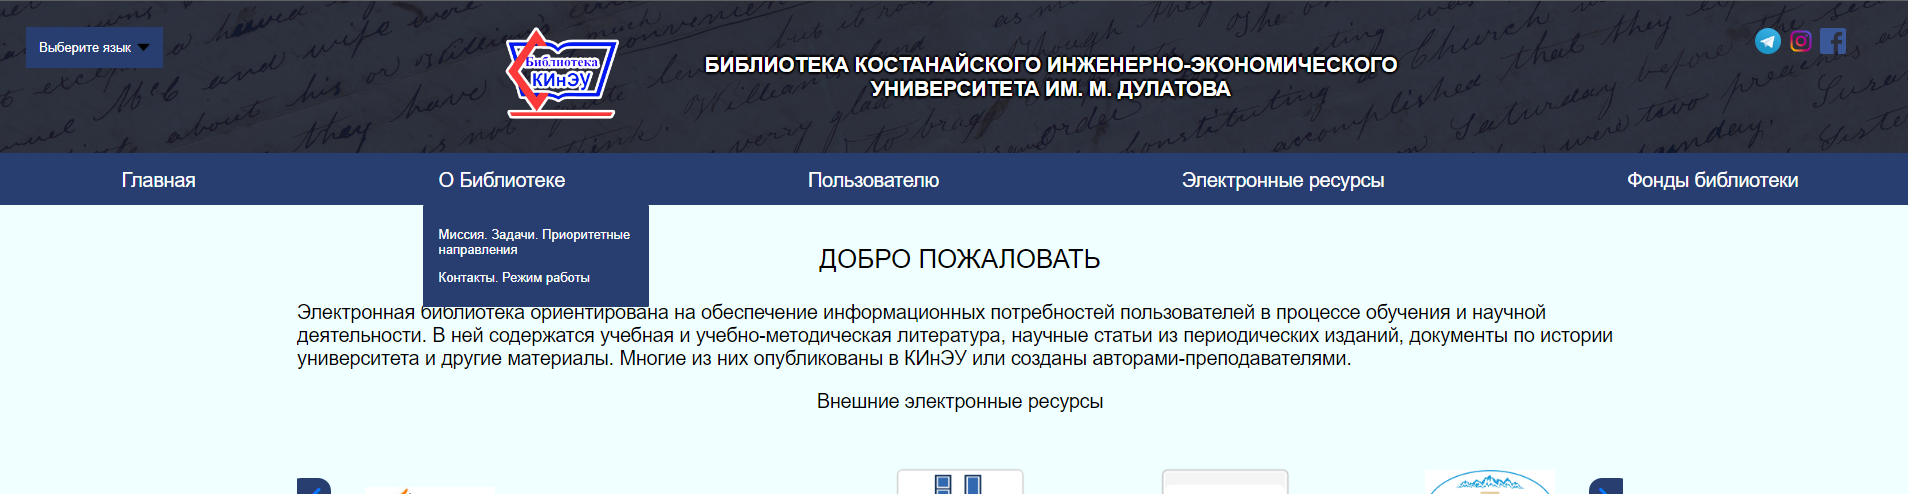 Выберите язык
Библиотека
КИнЭУ
БИБЛИОТЕКА КОСТАНАЙСКОГО ИНЖЕНЕРНО-ЭКОНОМИЧЕСКОГО
УНИВЕРСИТЕТА ИМ. М. ДУЛАТОВА
Главная
О Библиотеке
Пользователю
Электронные ресурсы
Фонды библиотеки
Миссия. Задачи. Приоритетные
направления
Контакты. Режим работы
ДОБРО ПОЖАЛОВАТЬ
Электронная библиотека ориентирована на обеспечение информационных потребностей пользователей в процессе обучения и научной
деятельности. В ней содержатся учебная и учебно-методическая литература, научные статьи из периодических изданий, документы по истории
университета и другие материалы. Многие из них опубликованы в КИнЭУ или созданы авторами-преподавателями.
Внешние электронные ресурсы